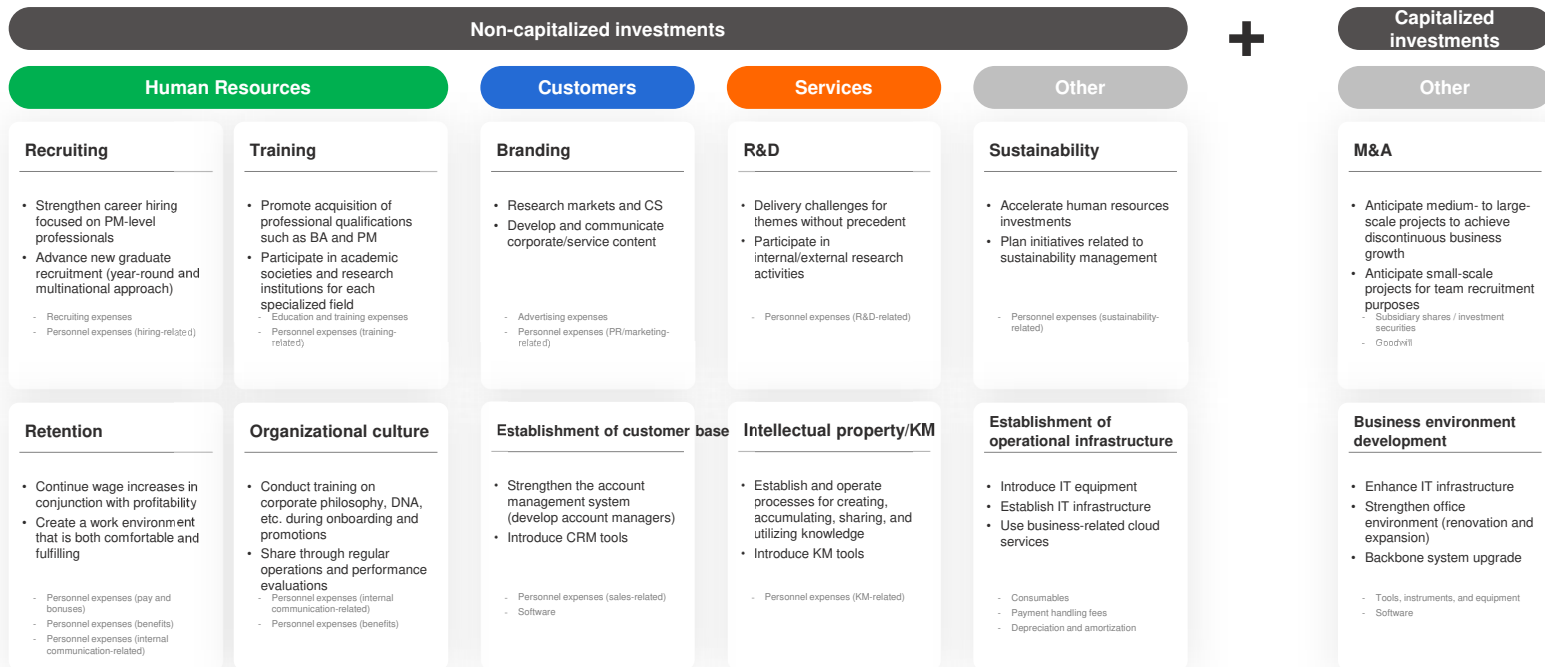 Non-capitalized investments
+
Capitalized
investments
Human Resources
Customers
Services
Other
Other
Recruiting
• Strengthen career hiring
focused on PM-level
professionals
• Advance new graduate
recruitment (year-round and
multinational approach)
- Recruiting expenses
- Personnel expenses (hiring-related)
Training
• Promote acquisition of
professional qualifications
such as BA and PM
• Participate in academic
societies and research
institutions for each
specialized field
- Education and training expenses
- Personnel expenses (training-
related)
Branding
• Research markets and CS
• Develop and communicate
corporate/service content
- Advertising expenses
- Personnel expenses (PR/marketing-
related)
R&D
• Delivery challenges for
themes without precedent
• Participate in
internal/external research
activities
- Personnel expenses (R&D-related)
Sustainability
• Accelerate human resources
investments
• Plan initiatives related to
sustainability management
- Personnel expenses (sustainability-
related)
M&A
• Anticipate medium- to large-
scale projects to achieve
discontinuous business
growth
• Anticipate small-scale
projects for team recruitment
purposes
- Subsidiary shares / investment
securities
- Goodwill
Retention
• Continue wage increases in
conjunction with profitability
• Create a work environment
that is both comfortable and
fulfilling
- Personnel expenses (pay and
bonuses)
- Personnel expenses (benefits)
- Personnel expenses (internal
communication-related)
Organizational culture
• Conduct training on
corporate philosophy, DNA,
etc. during onboarding and
promotions
• Share through regular
operations and performance
evaluations
- Personnel expenses (internal
communication-related)
- Personnel expenses (benefits)
Establishment of customer base
• Strengthen the account
management system
(develop account managers)
• Introduce CRM tools
- Personnel expenses (sales-related)
- Software
Intellectual property/KM
• Establish and operate
processes for creating,
accumulating, sharing, and
utilizing knowledge
• Introduce KM tools
- Personnel expenses (KM-related)
Establishment of
operational infrastructure
• Introduce IT equipment
• Establish IT infrastructure
• Use business-related cloud
services
- Consumables
- Payment handling fees
- Depreciation and amortization
Business environment
development
• Enhance IT infrastructure
• Strengthen office
environment (renovation and
expansion)
• Backbone system upgrade
- Tools, instruments, and equipment
- Software